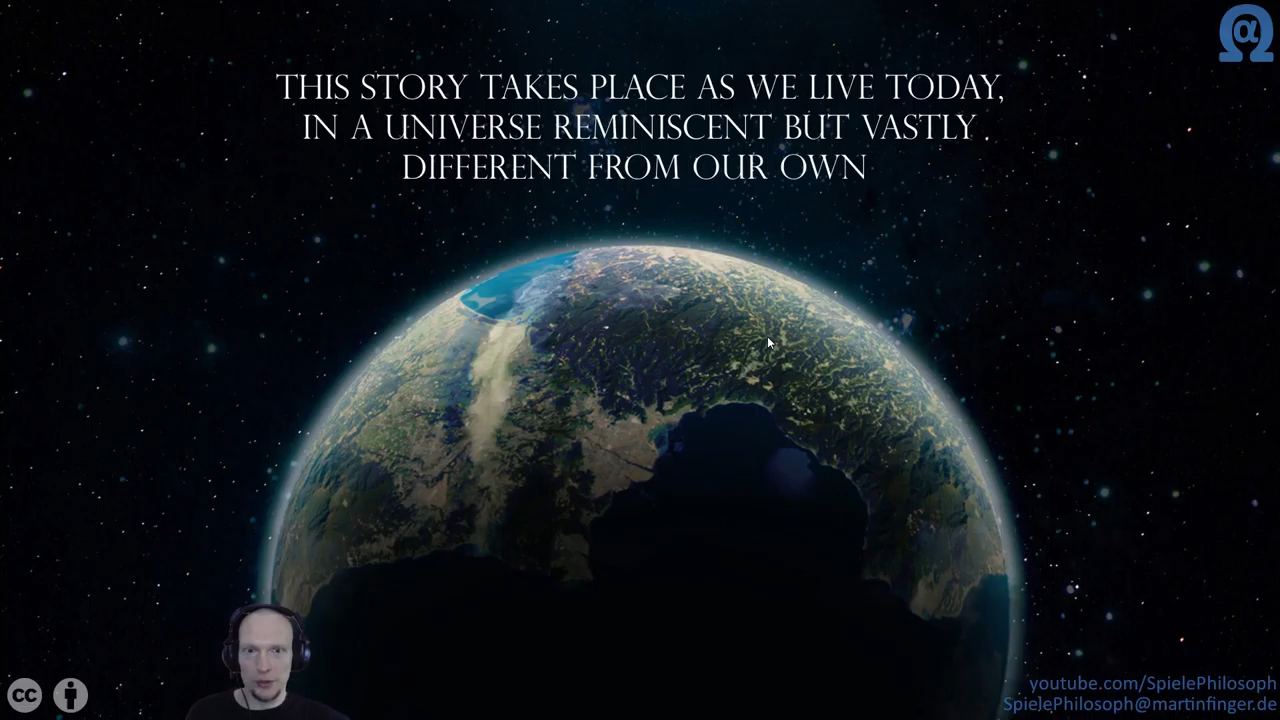 THIS STORY TAKES PLACE AS WE LIVE TODAY,
IN A UNIVERSE REMINISCENT BUT VASTLY
DIFFERENT FROM OUR OWN
α
Ω
cc
youtube.com/SpielePhilosoph
SpielePhilosoph@martinfinger.de